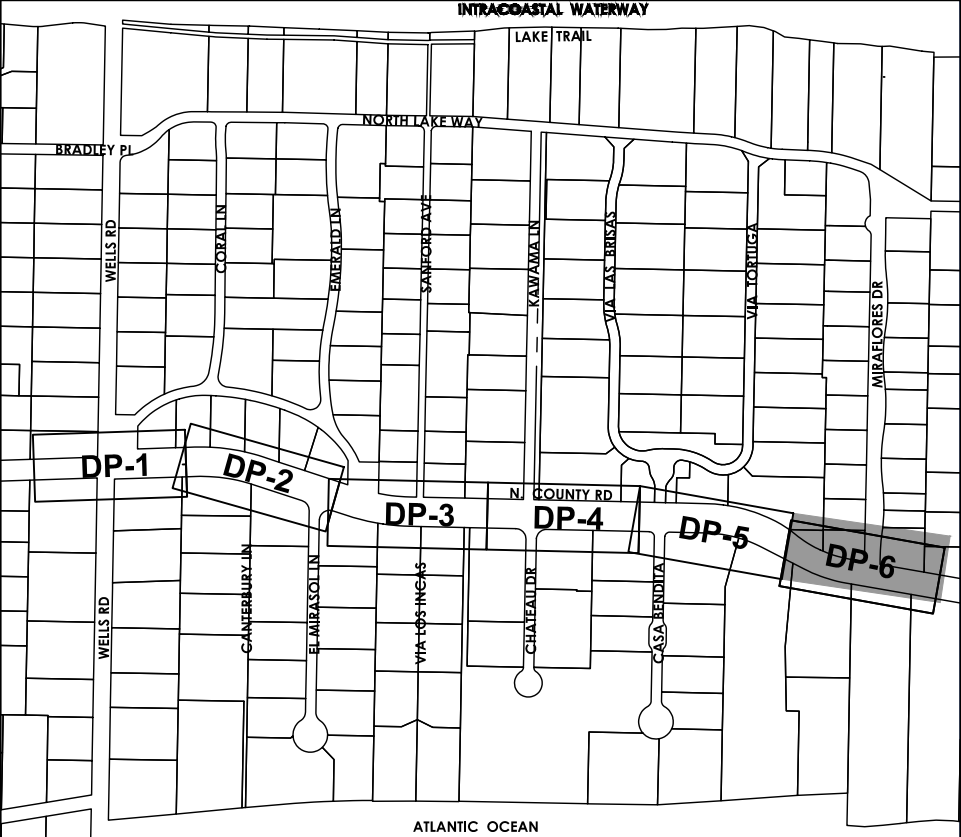 INTRACOASTAL WATERWAY
LAKE TRAIL
NORTH LAKE WAY
BRADLEY PL
WELLS RD
CORAL LN
EMERALD LN
SANFORD AVE
KAWAMA LN
VIA LAS BRISAS
VIA TORTUGA
MIRAFLORES DR
DP-1
DP-2
DP-3
N. COUNTY RD
DP-4
DP-5
DP-6
WELLS RD
CANTERBURY LN
EL MIRASOL LN
VIA LOS INCAS
CHATEAU DR
CASA BENDITA
ATLANTIC OCEAN